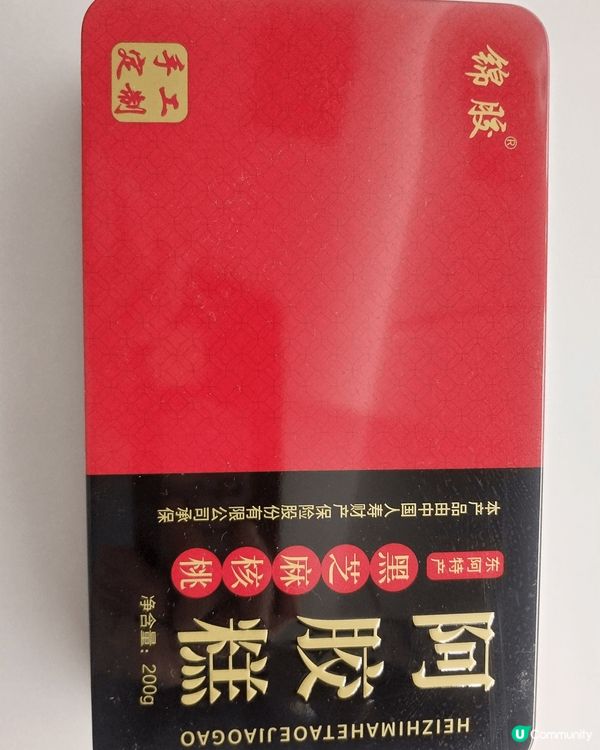 绵胶®
手工
定制
本产品由中国人寿财产保险股份有限公司承保
东阿特产
黑芝麻核桃
阿胶糕
净含量：200g
HEIZHIMAHETAOEJIAOGAO
U Community